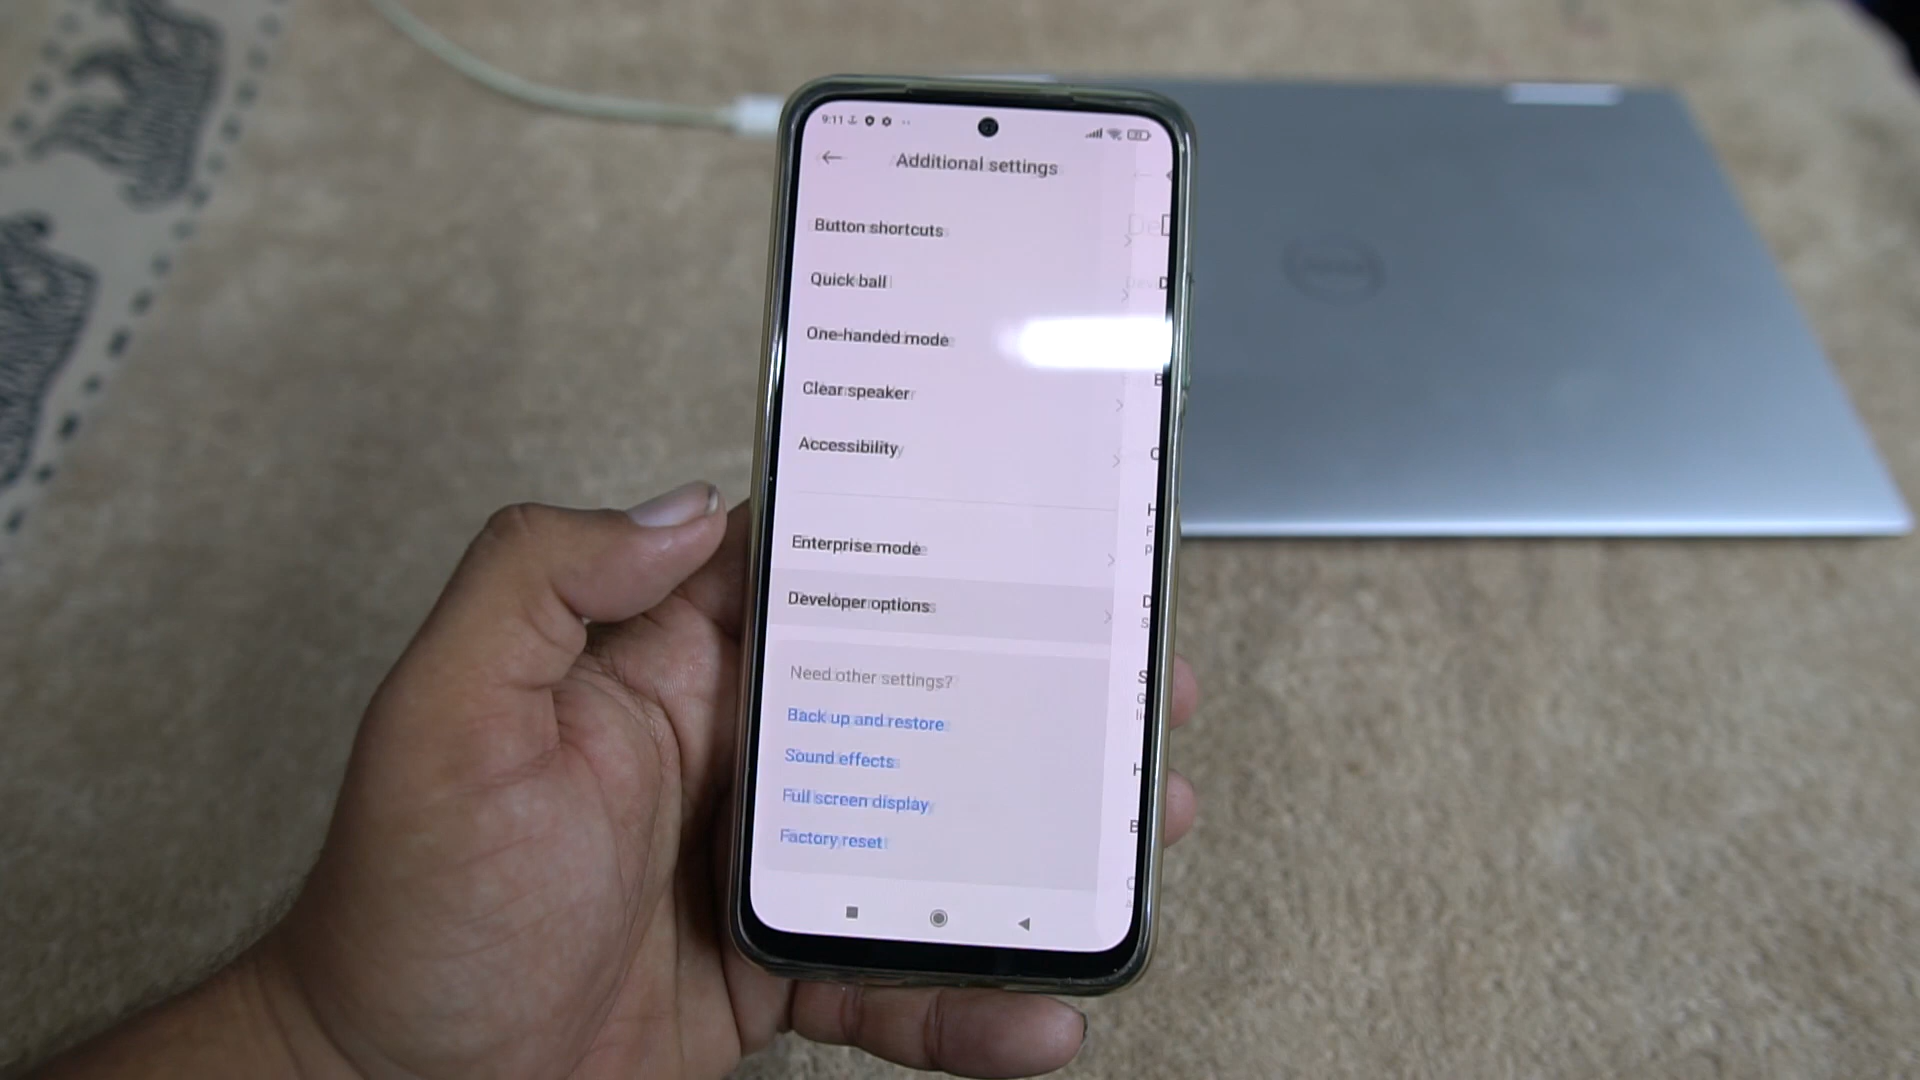 9:11
Additional settings
Button shortcuts
Quick ball
One-handed mode
Clear speaker
Accessibility
Enterprise mode
Developer options
Need other settings?
Back up and restore
Sound effects
Full screen display
Factory reset